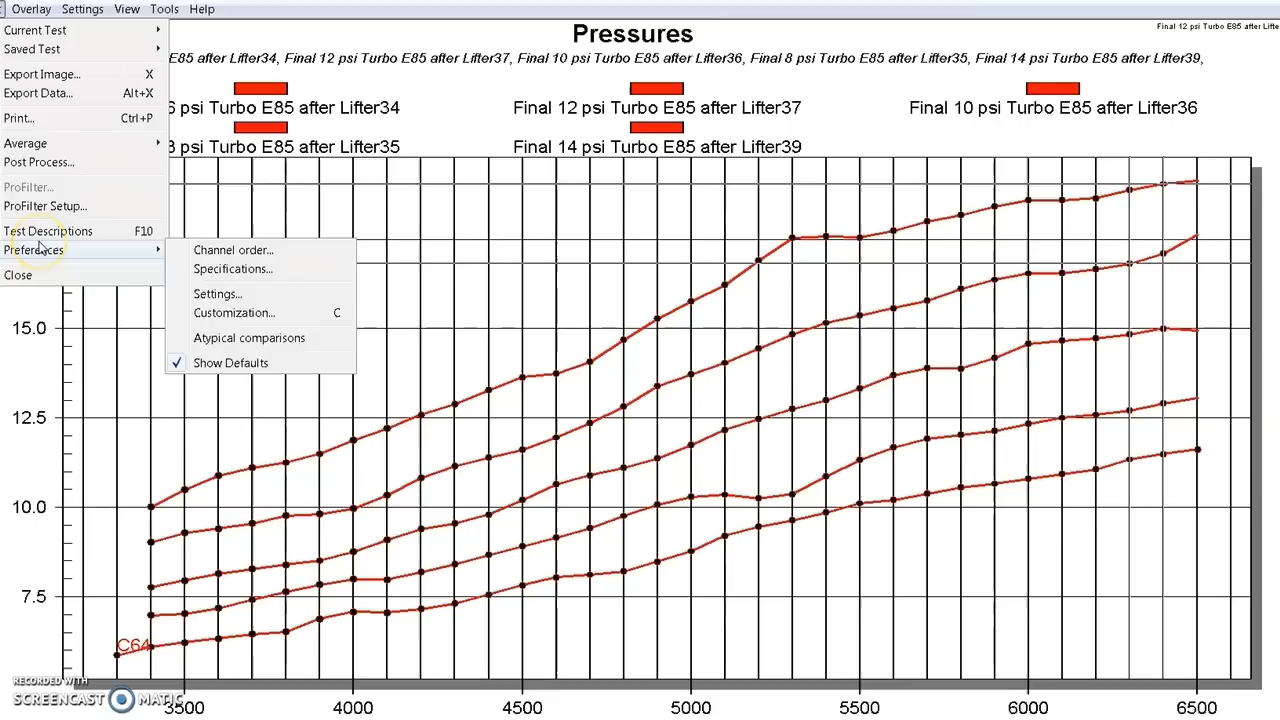 Overlay Settings View Tools Help
Current Test
Saved Test
Export Image... X
Export Data... Alt+X
Print... Ctrl+P
Average
Post Process...
ProFilter...
ProFilter Setup...
Test Descriptions F10
Preferences
Close
Channel order...
Specifications...
Settings...
Customization... C
Atypical comparisons
Show Defaults
Pressures
Final 12 psi Turbo E85 after
E85 after Lifter34, Final 12 psi Turbo E85 after Lifter37, Final 10 psi Turbo E85 after Lifter36, Final 8 psi Turbo E85 after Lifter35, Final 14 psi Turbo E85 after Lifter39,
psi Turbo E85 after Lifter34
Final 12 psi Turbo E85 after Lifter37
Final 10 psi Turbo E85 after Lifter36
psi Turbo E85 after Lifter35
Final 14 psi Turbo E85 after Lifter39
15.0
12.5
10.0
7.5
C64
3500 4000 4500 5000 5500 6000 6500
RECORDED WITH
SCREENCAST MATIC